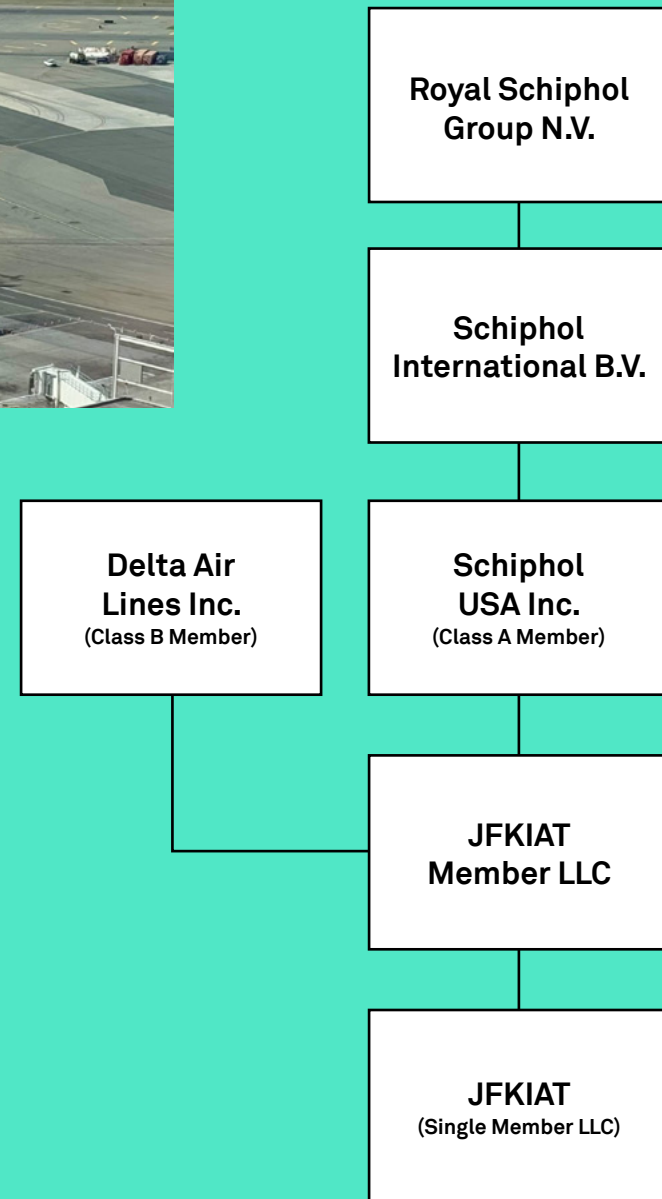 Royal Schiphol
Group N.V.
Schiphol
International B.V.
Delta Air
Lines Inc.
(Class B Member)
Schiphol
USA Inc.
(Class A Member)
JFKIAT
Member LLC
JFKIAT
(Single Member LLC)